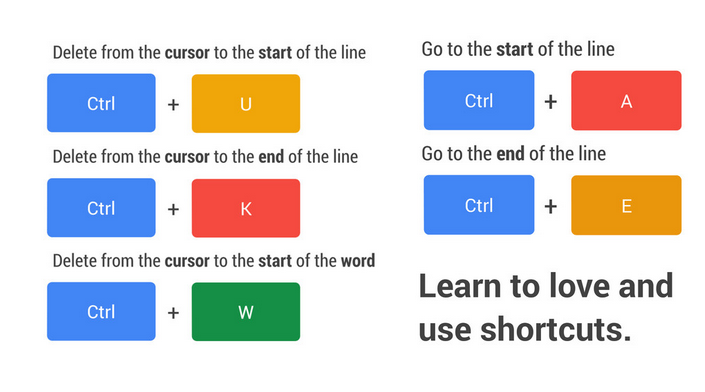 Delete from the cursor to the start of the line
Ctrl + U
Delete from the cursor to the end of the line
Ctrl + K
Delete from the cursor to the start of the word
Ctrl + W
Go to the start of the line
Ctrl + A
Go to the end of the line
Ctrl + E
Learn to love and
use shortcuts.